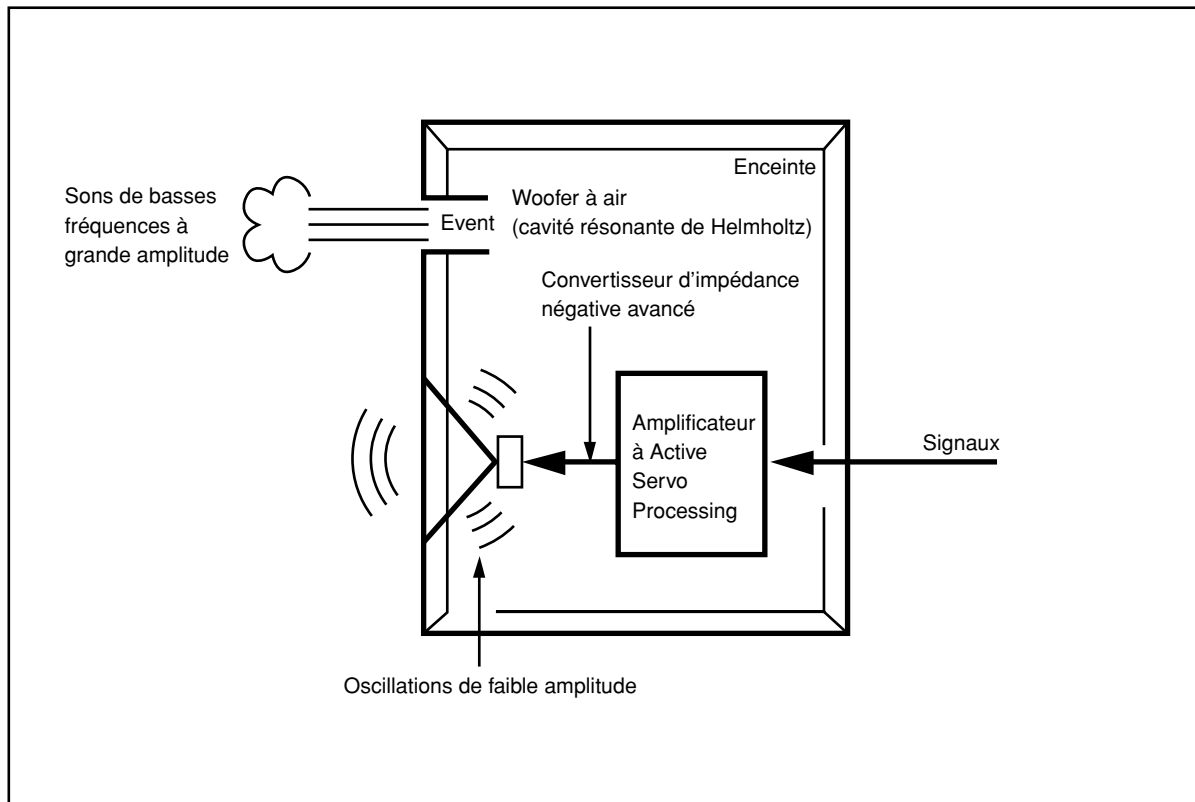 Enceinte
Sons de basses
fréquences à
grande amplitude
Event
Woofer à air
(cavité résonante de Helmholtz)
Convertisseur d'impédance
négative avancé
Amplificateur
à Active
Servo
Processing
Signaux
Oscillations de faible amplitude